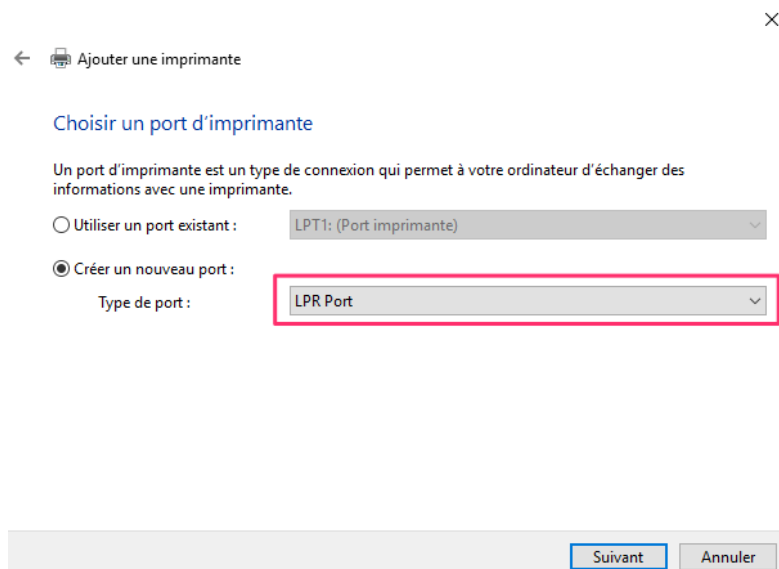 Ajouter une imprimante
Choisir un port d'imprimante
Un port d'imprimante est un type de connexion qui permet à votre ordinateur d'échanger des
informations avec une imprimante.
Utiliser un port existant : LPT1: (Port imprimante)
Créer un nouveau port :
Type de port : LPR Port
Suivant Annuler